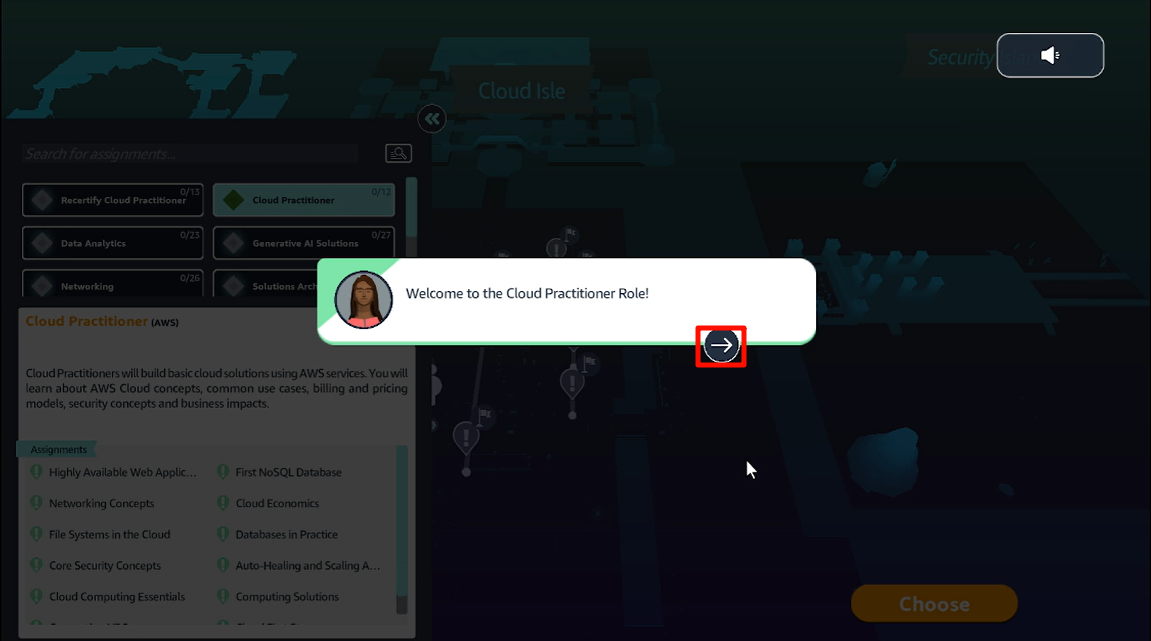 Cloud Isle
Security Island
Search for assignments...
Recertify Cloud Practitioner 0/13
Cloud Practitioner 0/12
Data Analytics 0/23
Generative AI Solutions 0/27
Networking 0/26
Solutions Arch
Welcome to the Cloud Practitioner Role!
Cloud Practitioner (AWS)
Cloud Practitioners will build basic cloud solutions using AWS services. You will
learn about AWS Cloud concepts, common use cases, billing and pricing
models, security concepts and business impacts.
Assignments
Highly Available Web Applic...
First NoSQL Database
Networking Concepts
Cloud Economics
File Systems in the Cloud
Databases in Practice
Core Security Concepts
Auto-Healing and Scaling A...
Cloud Computing Essentials
Computing Solutions
Choose